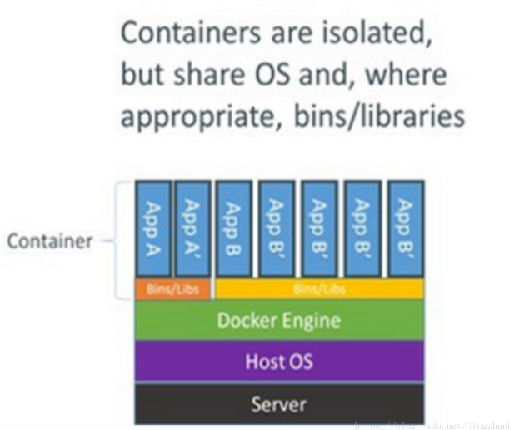 Containers are isolated,
but share OS and, where
appropriate, bins/libraries
Container
App A
App A'
App B
App B'
App B'
App B'
App B'
Bins/Libs
Bins/Libs
Docker Engine
Host OS
Server